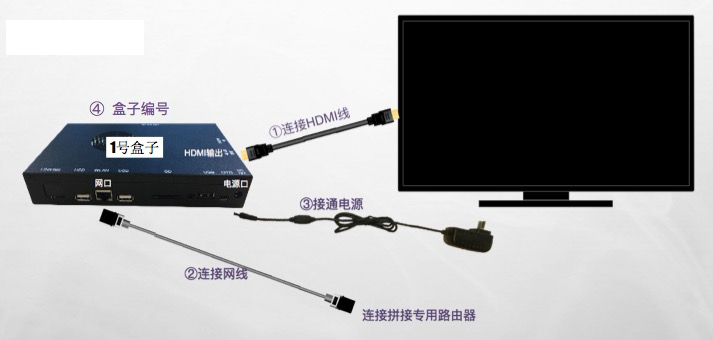 ④ 盒子编号
①连接HDMI线
1号盒子
HDMI输出
网口
电源口
③接通电源
②连接网线
连接拼接专用路由器